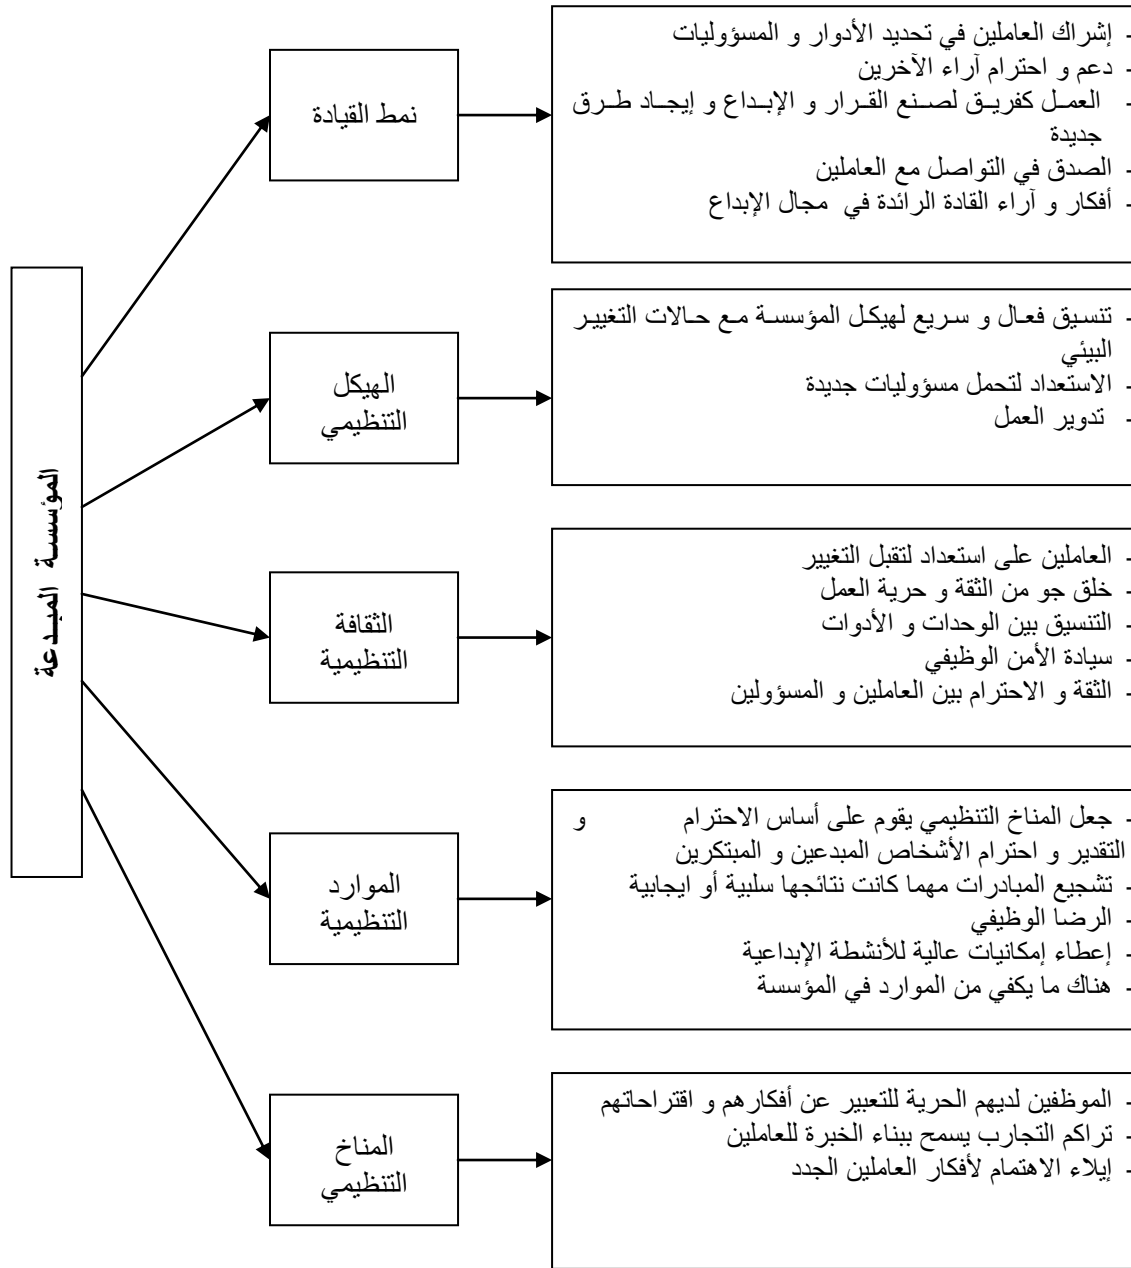 المؤسسة المبدعة
نمط القيادة
- إشراك العاملين في تحديد الأدوار و المسؤوليات
- دعم و احترام آراء الآخرين
- العمل كفريق لصنع القرار و الإبداع و إيجاد طرق
جديدة
- الصدق في التواصل مع العاملين
- أفكار و آراء القادة الرائدة في مجال الإبداع
الهيكل
التنظيمي
- تنسيق فعال و سريع لهيكل المؤسسة مع حالات التغيير
البيئي
- الاستعداد لتحمل مسؤوليات جديدة
- تدوير العمل
الثقافة
التنظيمية
- العاملين على استعداد لتقبل التغيير
- خلق جو من الثقة و حرية العمل
- التنسيق بين الوحدات و الأدوات
- سيادة الأمن الوظيفي
- الثقة و الاحترام بين العاملين و المسؤولين
الموارد
التنظيمية
- جعل المناخ التنظيمي يقوم على أساس الاحترام و
التقدير و احترام الأشخاص المبدعين و المبتكرين
- تشجيع المبادرات مهما كانت نتائجها سلبية أو ايجابية
- الرضا الوظيفي
- إعطاء إمكانيات عالية للأنشطة الإبداعية
- هناك ما يكفي من الموارد في المؤسسة
المناخ
التنظيمي
- الموظفين لديهم الحرية للتعبير عن أفكارهم و اقتراحاتهم
- تراكم التجارب يسمح ببناء الخبرة للعاملين
- إيلاء الاهتمام لأفكار العاملين الجدد